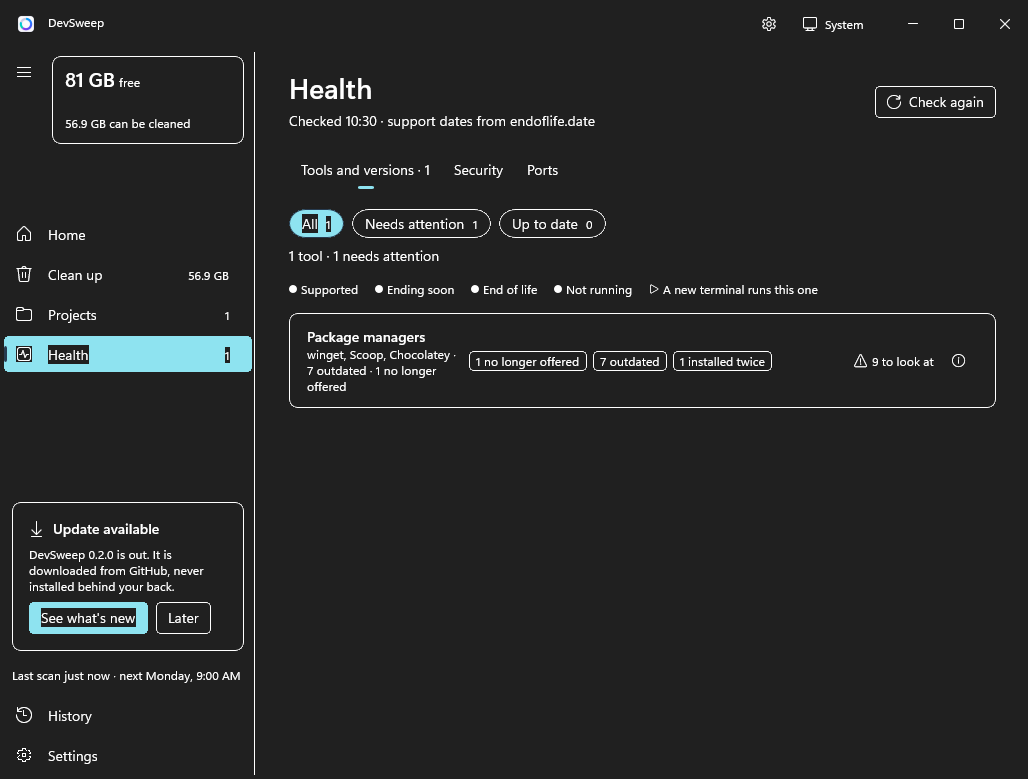 DevSweep
System
81 GB free
56.9 GB can be cleaned
Home
Clean up 56.9 GB
Projects 1
Health 1
Update available
DevSweep 0.2.0 is out. It is
downloaded from GitHub, never
installed behind your back.
See what's new Later
Last scan just now · next Monday, 9:00 AM
History
Settings
Health
Checked 10:30 · support dates from endoflife.date
Check again
Tools and versions · 1 Security Ports
All 1 Needs attention 1 Up to date 0
1 tool · 1 needs attention
Supported Ending soon End of life Not running A new terminal runs this one
Package managers
winget, Scoop, Chocolatey ·
7 outdated · 1 no longer
offered
1 no longer offered 7 outdated 1 installed twice
9 to look at